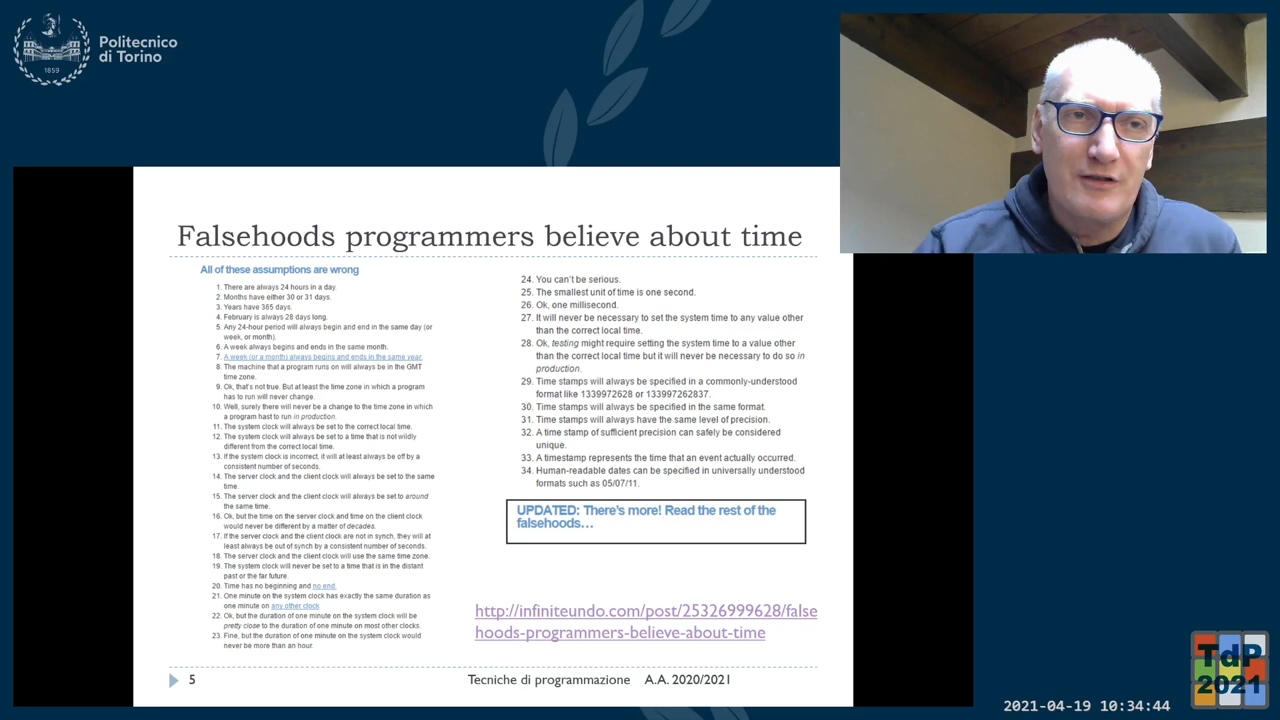 Politecnico
di Torino
1859
Falsehoods programmers believe about time
All of these assumptions are wrong
1. There are always 24 hours in a day.
2. Months have either 30 or 31 days.
3. Years have 365 days.
4. February is always 28 days long.
5. Any 24-hour period will always begin and end in the same day (or
week, or month).
6. A week always begins and ends in the same month.
7. A week (or a month) always begins and ends in the same year.
8. The machine that a program runs on will always be in the GMT
time zone.
9. Ok, that's not true. But at least the time zone in which a program
has to run will never change.
10. Well, surely there will never be a change to the time zone in which
a program hast to run in production.
11. The system clock will always be set to the correct local time.
12. The system clock will always be set to a time that is not wildly
different from the correct local time.
13. If the system clock is incorrect, it will at least always be off by a
consistent number of seconds.
14. The server clock and the client clock will always be set to the same
time.
15. The server clock and the client clock will always be set to around
the same time.
16. Ok, but the time on the server clock and time on the client clock
would never be different by a matter of decades.
17. If the server clock and the client clock are not in synch, they will at
least always be out of synch by a consistent number of seconds.
18. The server clock and the client clock will use the same time zone.
19. The system clock will never be set to a time that is in the distant
past or the far future.
20. Time has no beginning and no end.
21. One minute on the system clock has exactly the same duration as
one minute on any other clock
22. Ok, but the duration of one minute on the system clock will be
pretty close to the duration of one minute on most other clocks.
23. Fine, but the duration of one minute on the system clock would
never be more than an hour.
24. You can't be serious.
25. The smallest unit of time is one second.
26. Ok, one millisecond.
27. It will never be necessary to set the system time to any value other
than the correct local time.
28. Ok, testing might require setting the system time to a value other
than the correct local time but it will never be necessary to do so in
production.
29. Time stamps will always be specified in a commonly-understood
format like 1339972628 or 133997262837.
30. Time stamps will always be specified in the same format.
31. Time stamps will always have the same level of precision.
32. A time stamp of sufficient precision can safely be considered
unique.
33. A timestamp represents the time that an event actually occurred.
34. Human-readable dates can be specified in universally understood
formats such as 05/07/11.
UPDATED: There's more! Read the rest of the
falsehoods…
http://infiniteundo.com/post/25326999628/false
hoods-programmers-believe-about-time
5
Tecniche di programmazione A.A. 2020/2021
TdP
2021
2021-04-19 10:34:44